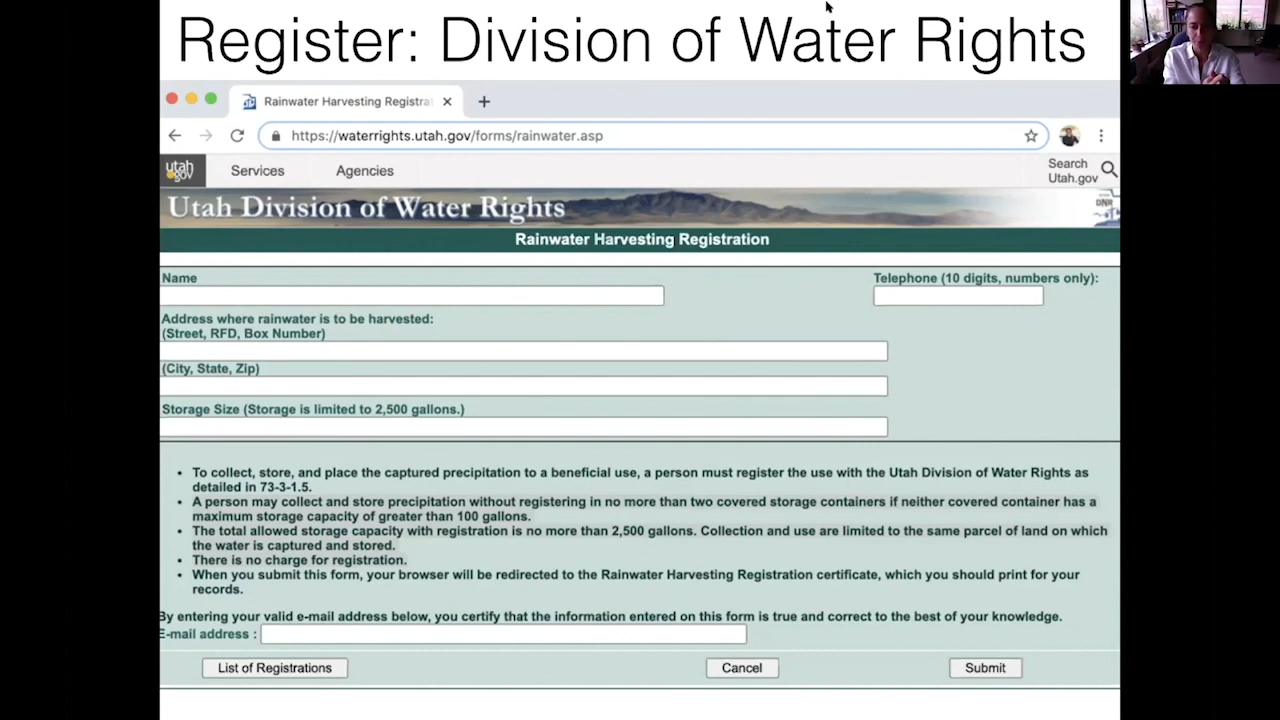 Register: Division of Water Rights
Rainwater Harvesting Registra
https://waterrights.utah.gov/forms/rainwater.asp
utah
gov
Services
Agencies
Search
Utah.gov
Utah Division of Water Rights
DNR
Rainwater Harvesting Registration
Name
Telephone (10 digits, numbers only):
Address where rainwater is to be harvested:
(Street, RFD, Box Number)
(City, State, Zip)
Storage Size (Storage is limited to 2,500 gallons.)
• To collect, store, and place the captured precipitation to a beneficial use, a person must register the use with the Utah Division of Water Rights as
detailed in 73-3-1.5.
• A person may collect and store precipitation without registering in no more than two covered storage containers if neither covered container has a
maximum storage capacity of greater than 100 gallons.
• The total allowed storage capacity with registration is no more than 2,500 gallons. Collection and use are limited to the same parcel of land on which
the water is captured and stored.
• There is no charge for registration.
• When you submit this form, your browser will be redirected to the Rainwater Harvesting Registration certificate, which you should print for your
records.
By entering your valid e-mail address below, you certify that the information entered on this form is true and correct to the best of your knowledge.
E-mail address :
List of Registrations
Cancel
Submit